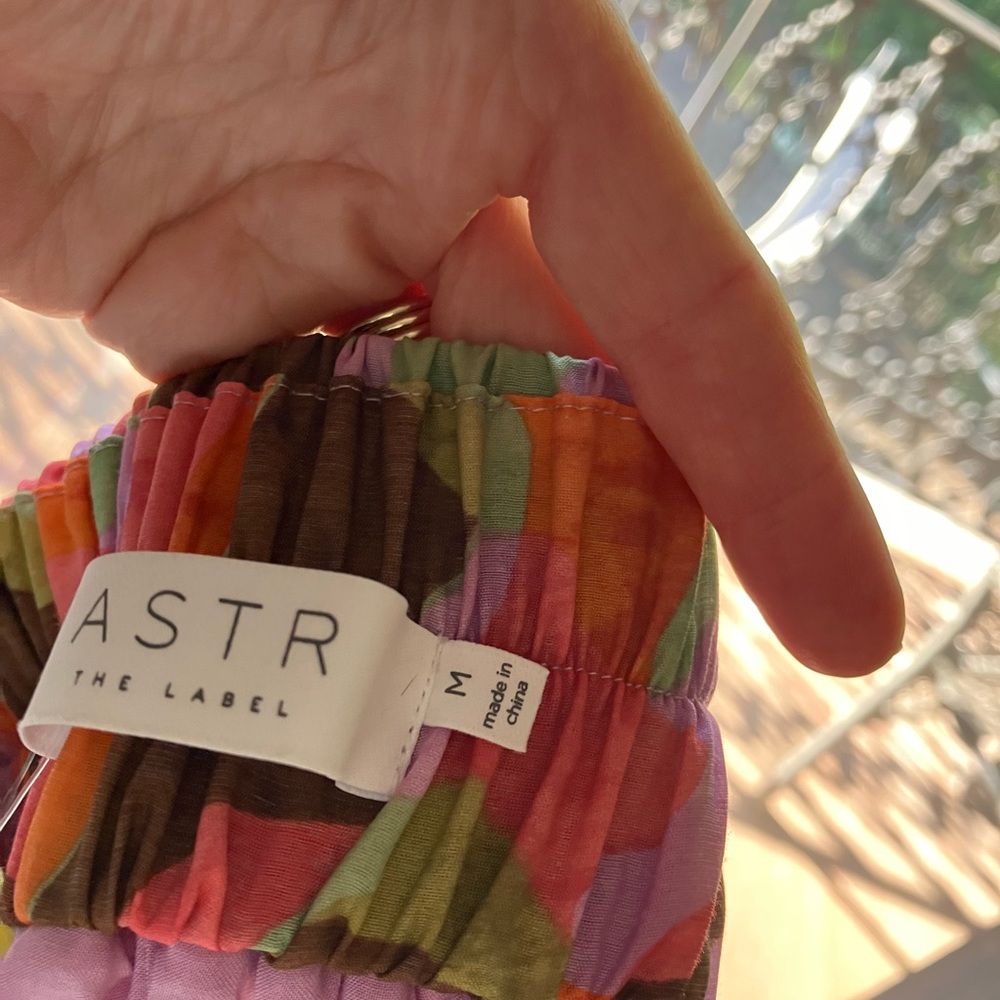 ASTR
THE LABEL
M
made in
china